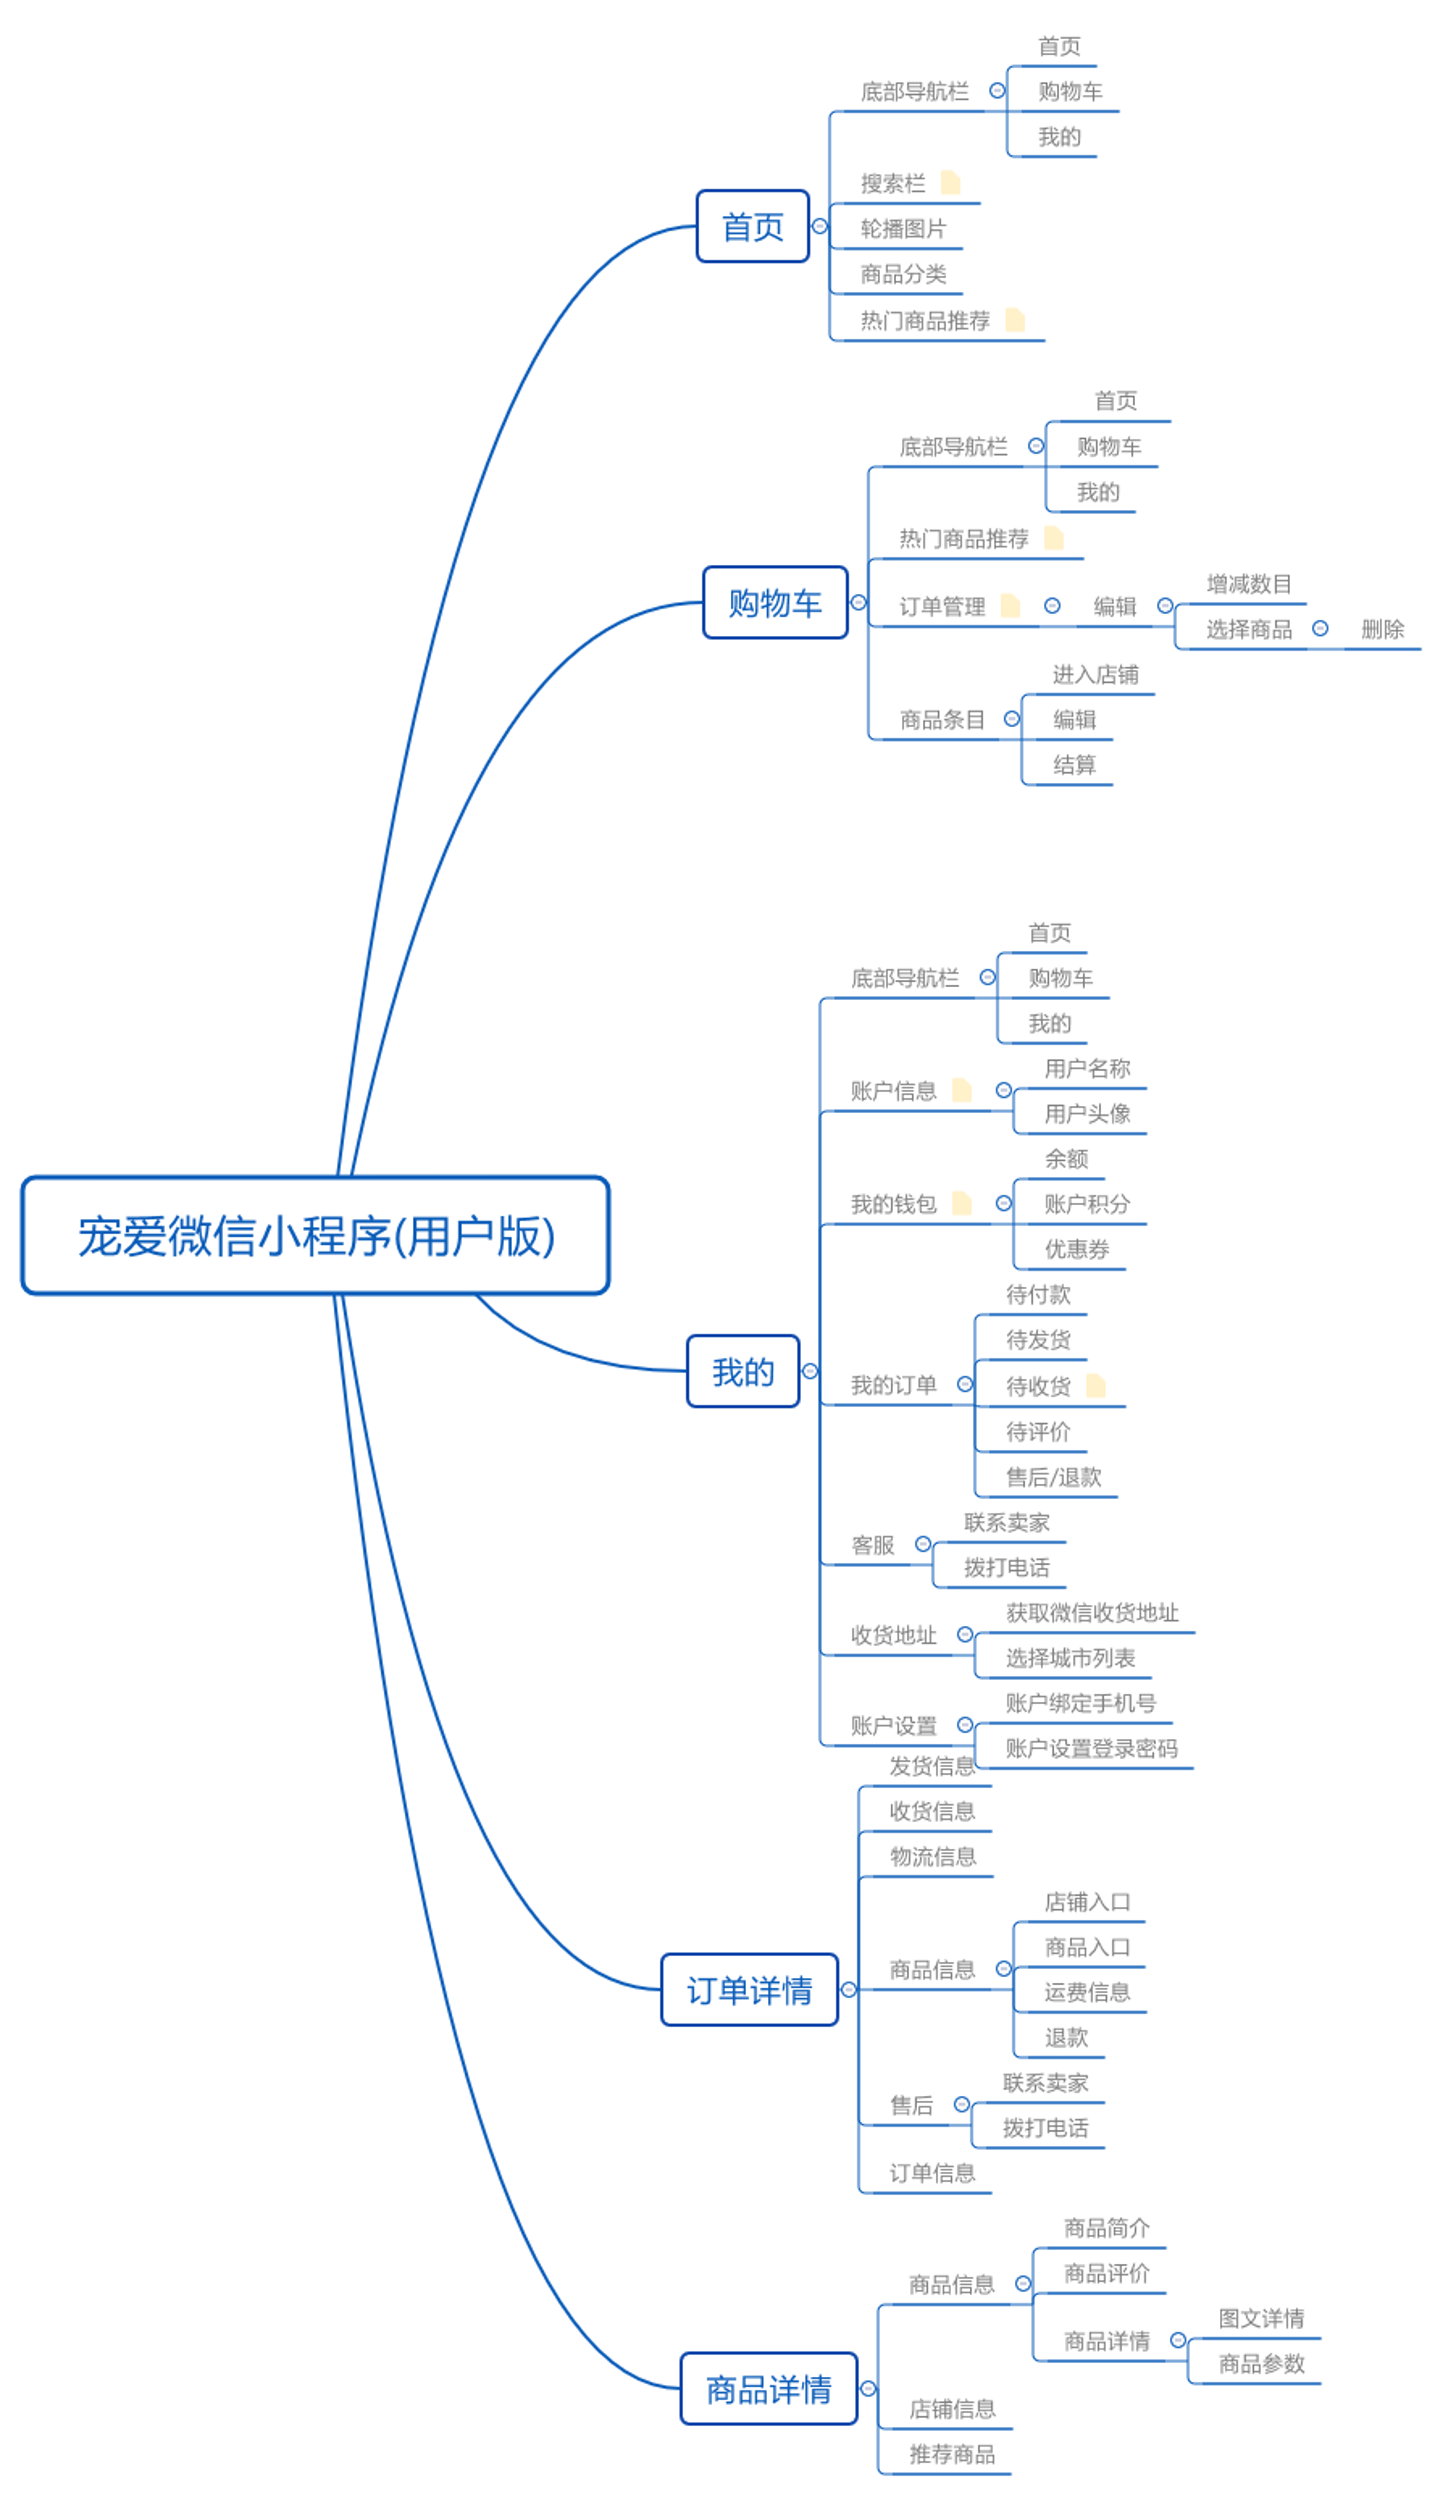 宠爱微信小程序(用户版)
首页
底部导航栏
首页
购物车
我的
搜索栏
轮播图片
商品分类
热门商品推荐
购物车
底部导航栏
首页
购物车
我的
热门商品推荐
订单管理
编辑
增减数目
选择商品
删除
商品条目
进入店铺
编辑
结算
我的
底部导航栏
首页
购物车
我的
账户信息
用户名称
用户头像
我的钱包
余额
账户积分
优惠券
我的订单
待付款
待发货
待收货
待评价
售后/退款
客服
联系卖家
拨打电话
收货地址
获取微信收货地址
选择城市列表
账户设置
账户绑定手机号
账户设置登录密码
订单详情
发货信息
收货信息
物流信息
商品信息
店铺入口
商品入口
运费信息
退款
售后
联系卖家
拨打电话
订单信息
商品详情
商品信息
商品简介
商品评价
商品详情
图文详情
商品参数
店铺信息
推荐商品